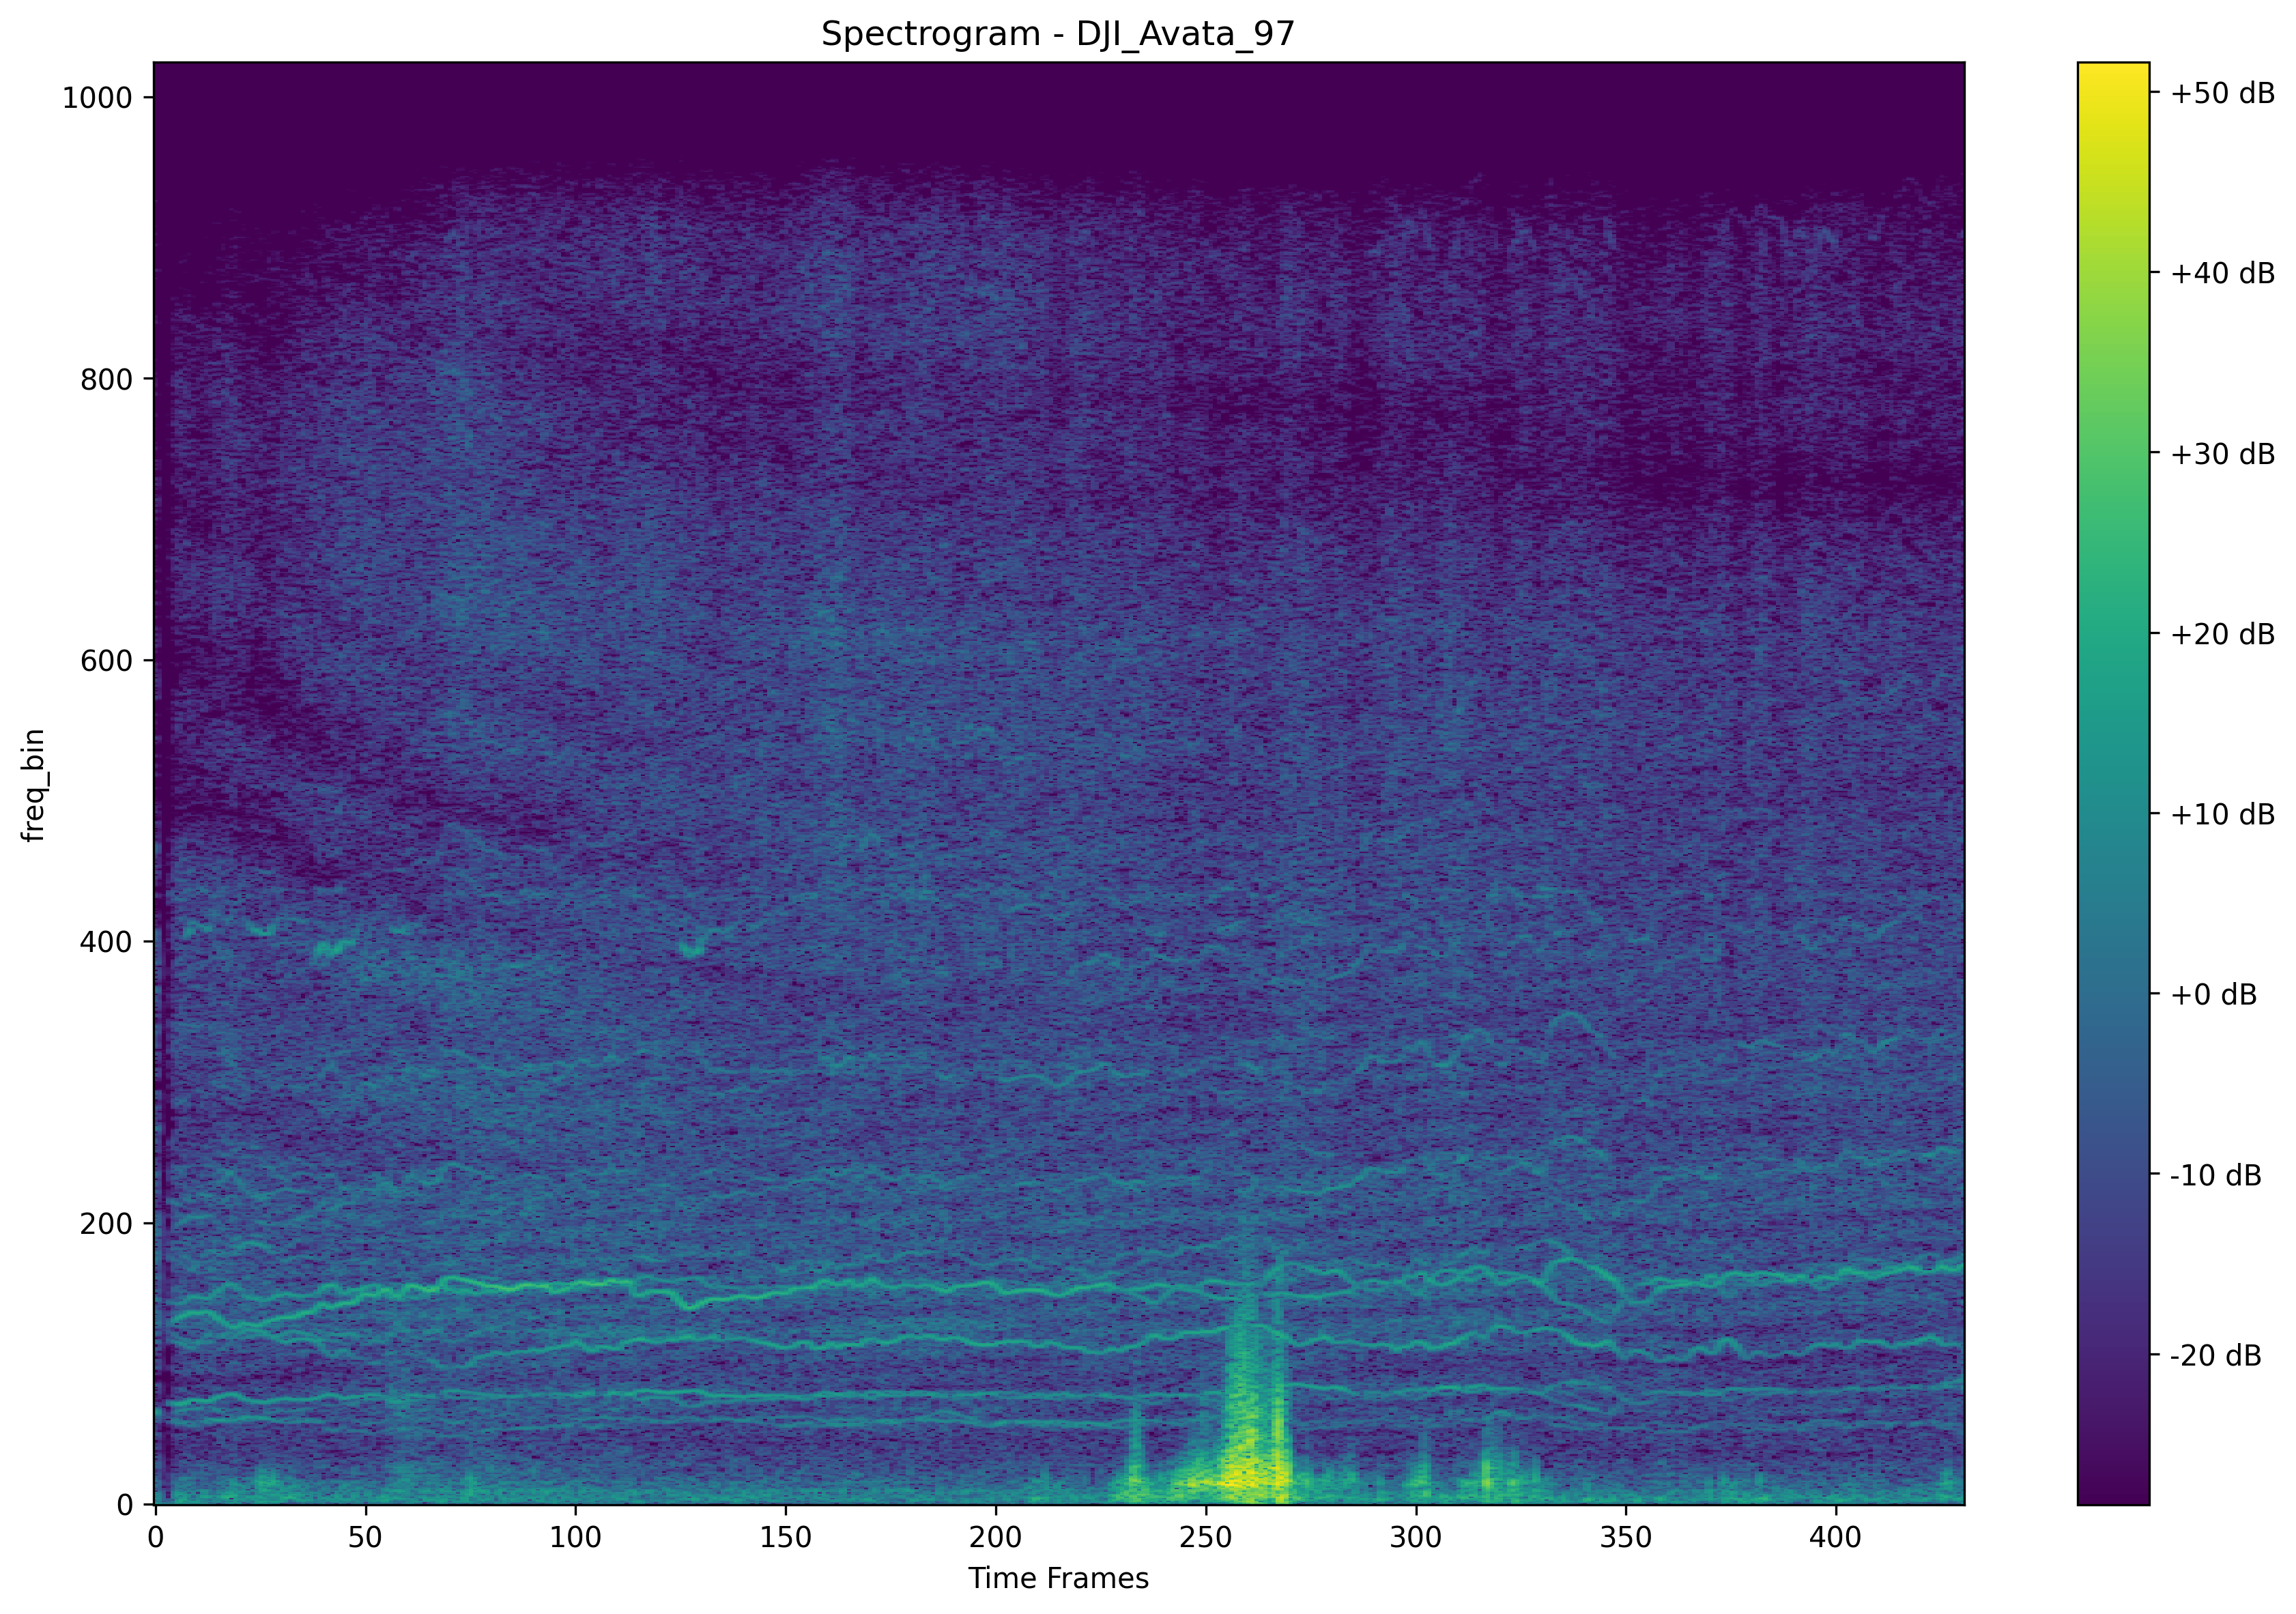 Spectrogram - DJI_Avata_97
1000
800
600
400
200
0
freq_bin
0 50 100 150 200 250 300 350 400
Time Frames
+50 dB
+40 dB
+30 dB
+20 dB
+10 dB
+0 dB
-10 dB
-20 dB